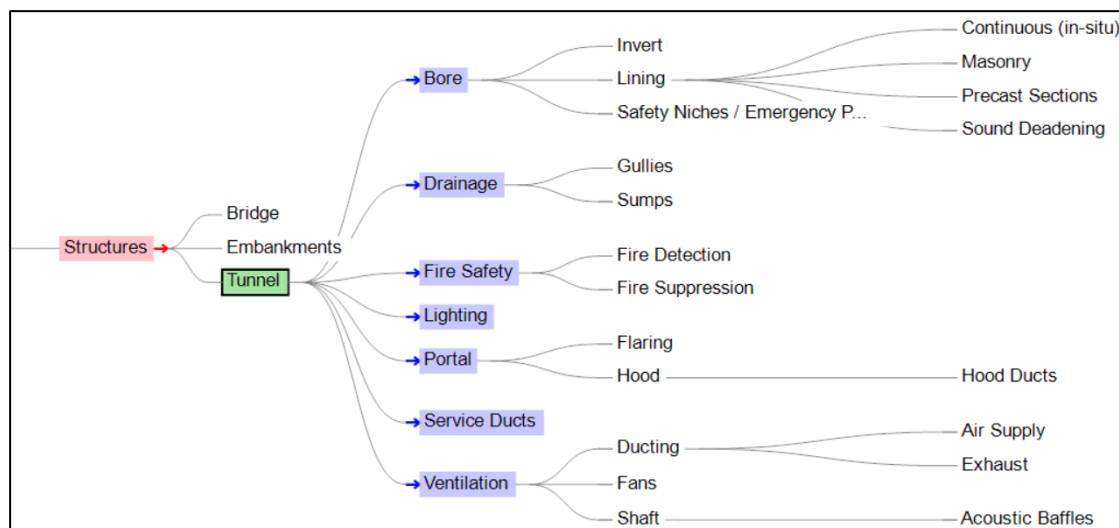 Continuous (in-situ)
Invert
Masonry
Bore
Lining
Precast Sections
Safety Niches / Emergency P...
Sound Deadening
Gullies
Drainage
Sumps
Bridge
Structures
Embankments
Fire Detection
Tunnel
Fire Safety
Fire Suppression
Lighting
Flaring
Portal
Hood
Hood Ducts
Service Ducts
Air Supply
Ducting
Exhaust
Ventilation
Fans
Shaft
Acoustic Baffles